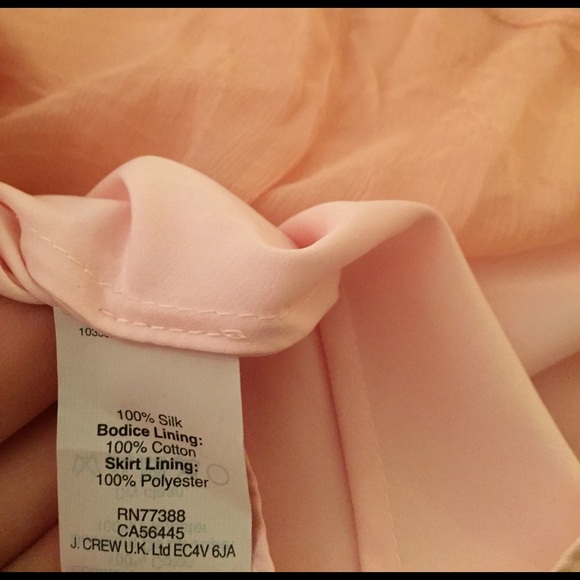 100% Silk
Bodice Lining:
100% Cotton
Skirt Lining:
100% Polyester
RN77388
CA56445
J. CREW U.K. Ltd EC4V 6JA